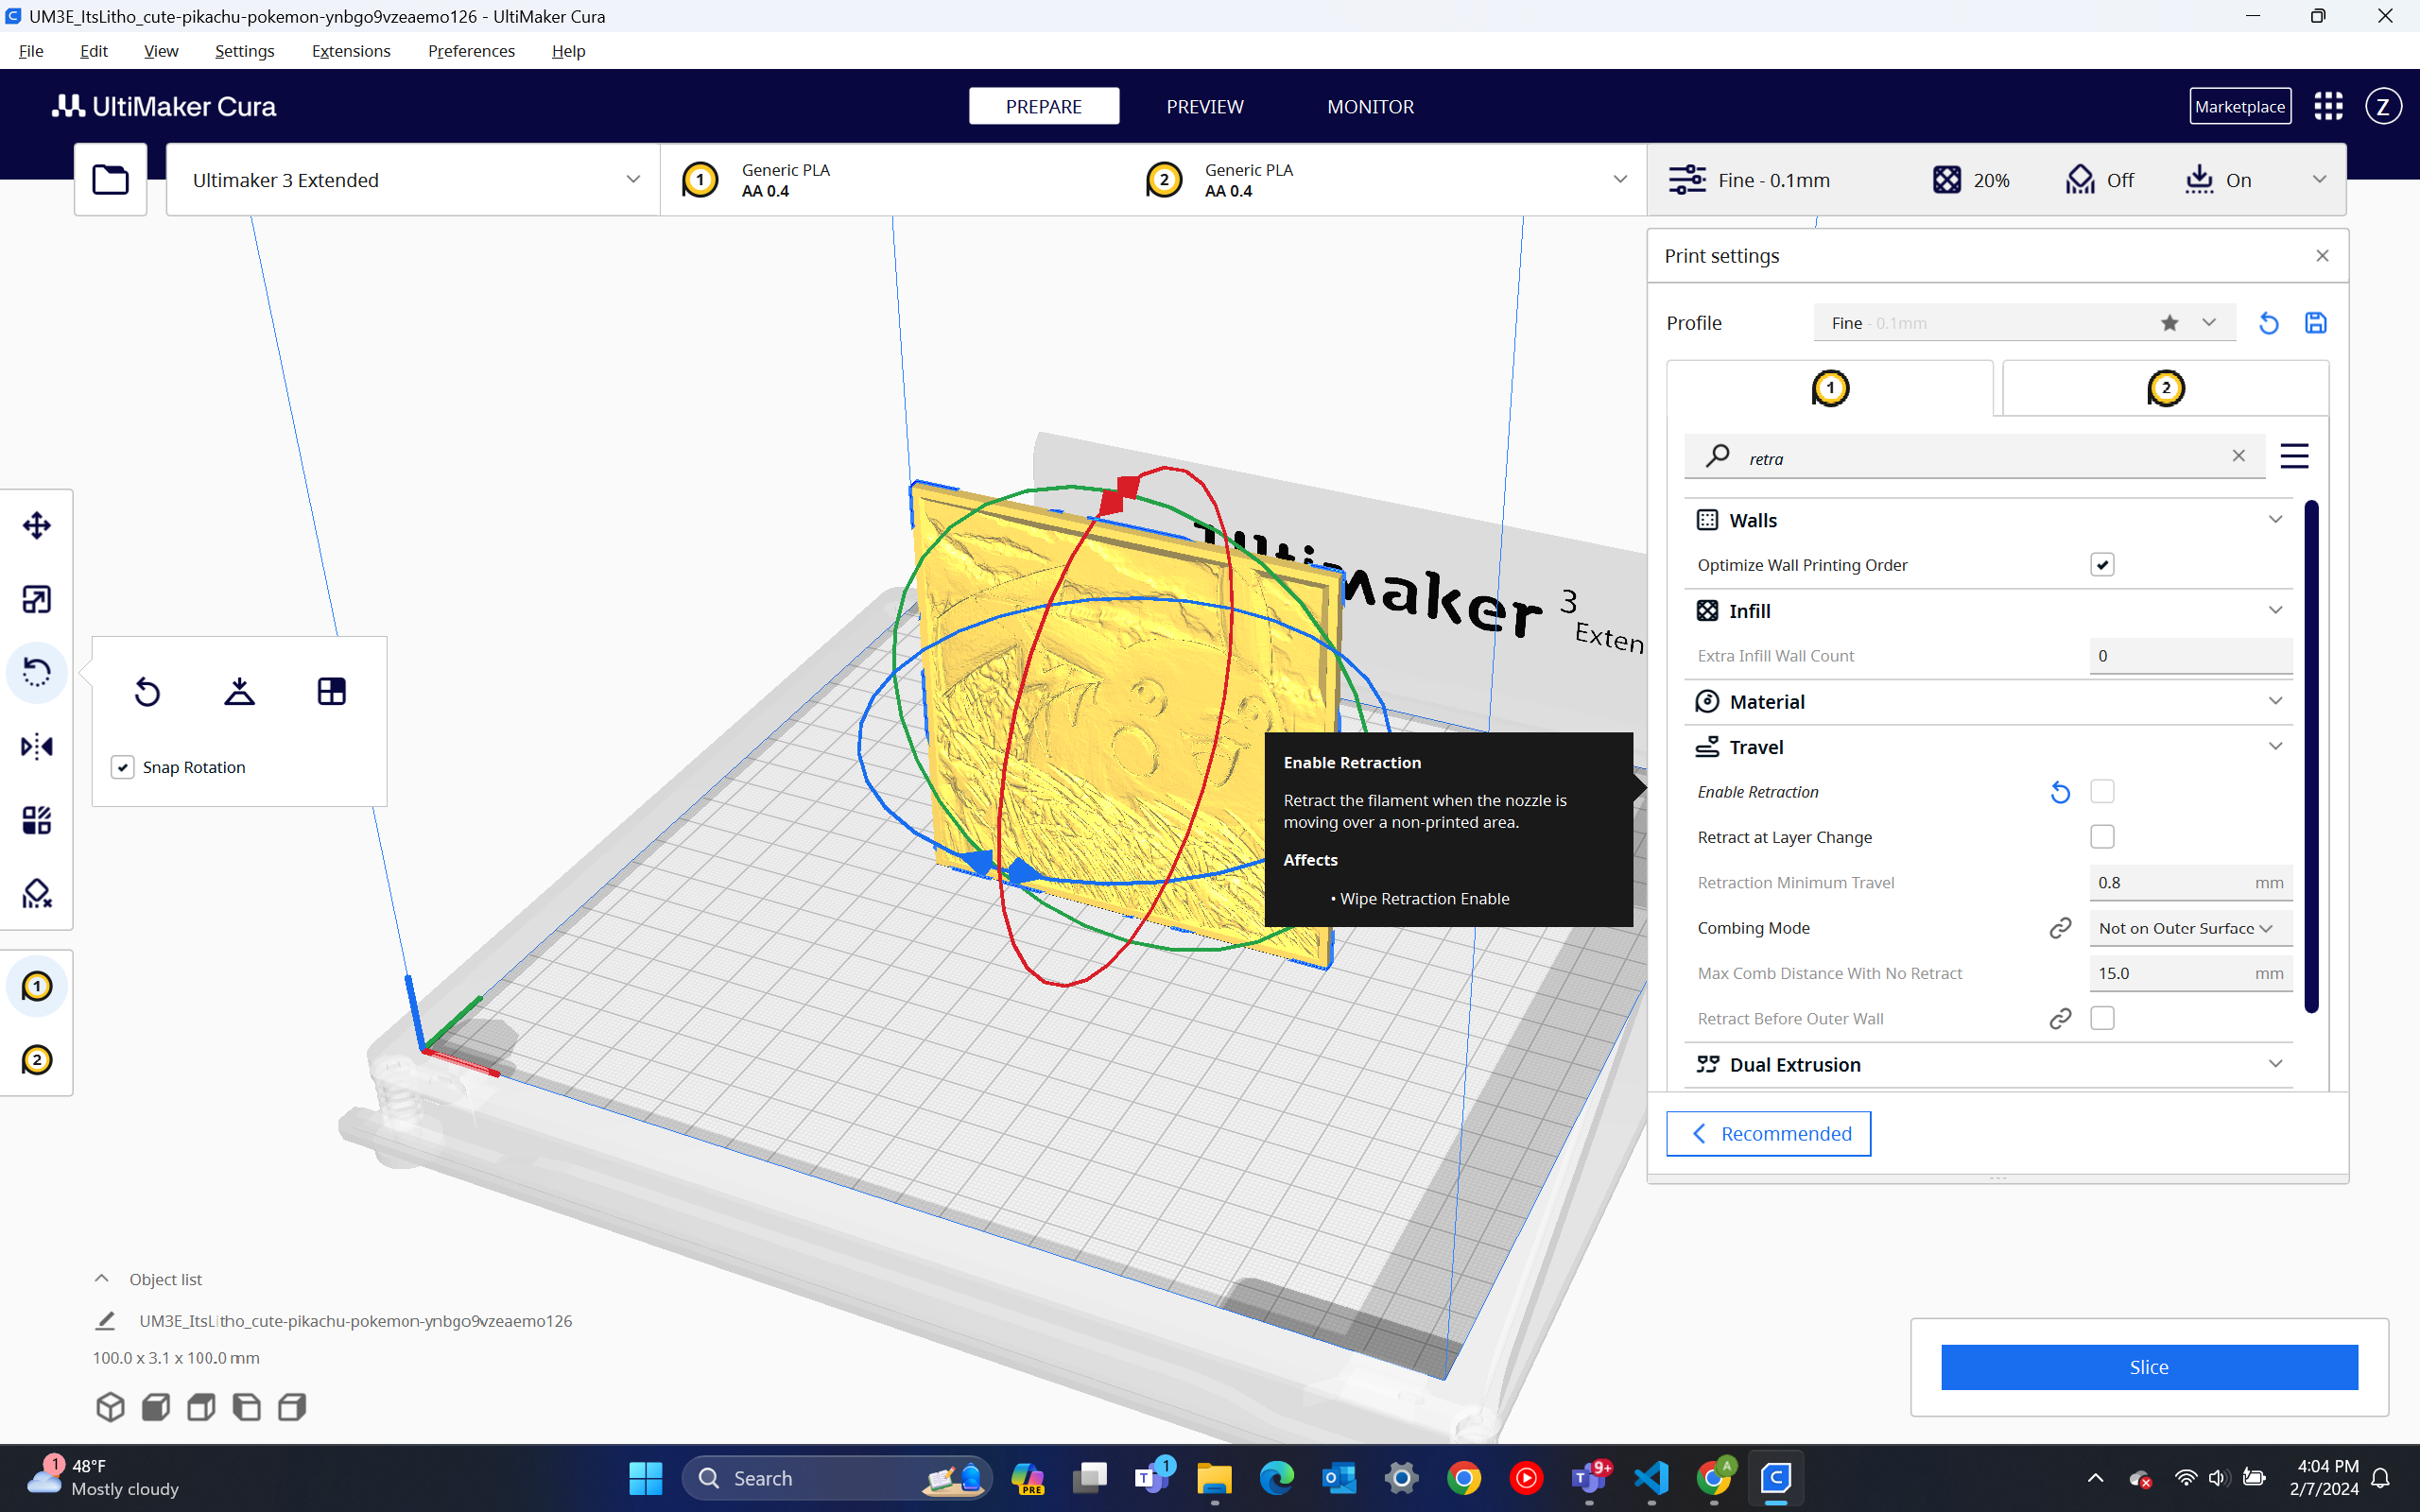 UM3E_ItsLitho_cute-pikachu-pokemon-ynbgo9vzeaemo126 - UltiMaker Cura
File Edit View Settings Extensions Preferences Help
UltiMaker Cura
PREPARE PREVIEW MONITOR
Marketplace
Z
Ultimaker 3 Extended
1
Generic PLA
AA 0.4
2
Generic PLA
AA 0.4
Fine - 0.1mm
20%
Off
On
Print settings
Profile
Fine - 0.1mm
1
2
retra
Walls
Optimize Wall Printing Order
Infill
Extra Infill Wall Count 0
Material
Travel
Enable Retraction
Retract at Layer Change
Retraction Minimum Travel 0.8 mm
Combing Mode Not on Outer Surface
Max Comb Distance With No Retract 15.0 mm
Retract Before Outer Wall
Dual Extrusion
Recommended
Snap Rotation
UltiMaker 3
Exten
Enable Retraction
Retract the filament when the nozzle is
moving over a non-printed area.
Affects
• Wipe Retraction Enable
1
2
Object list
UM3E_ItsLitho_cute-pikachu-pokemon-ynbgo9vzeaemo126
100.0 x 3.1 x 100.0 mm
Slice
1
48°F
Mostly cloudy
Search
PRE
1
9+
A
4:04 PM
2/7/2024